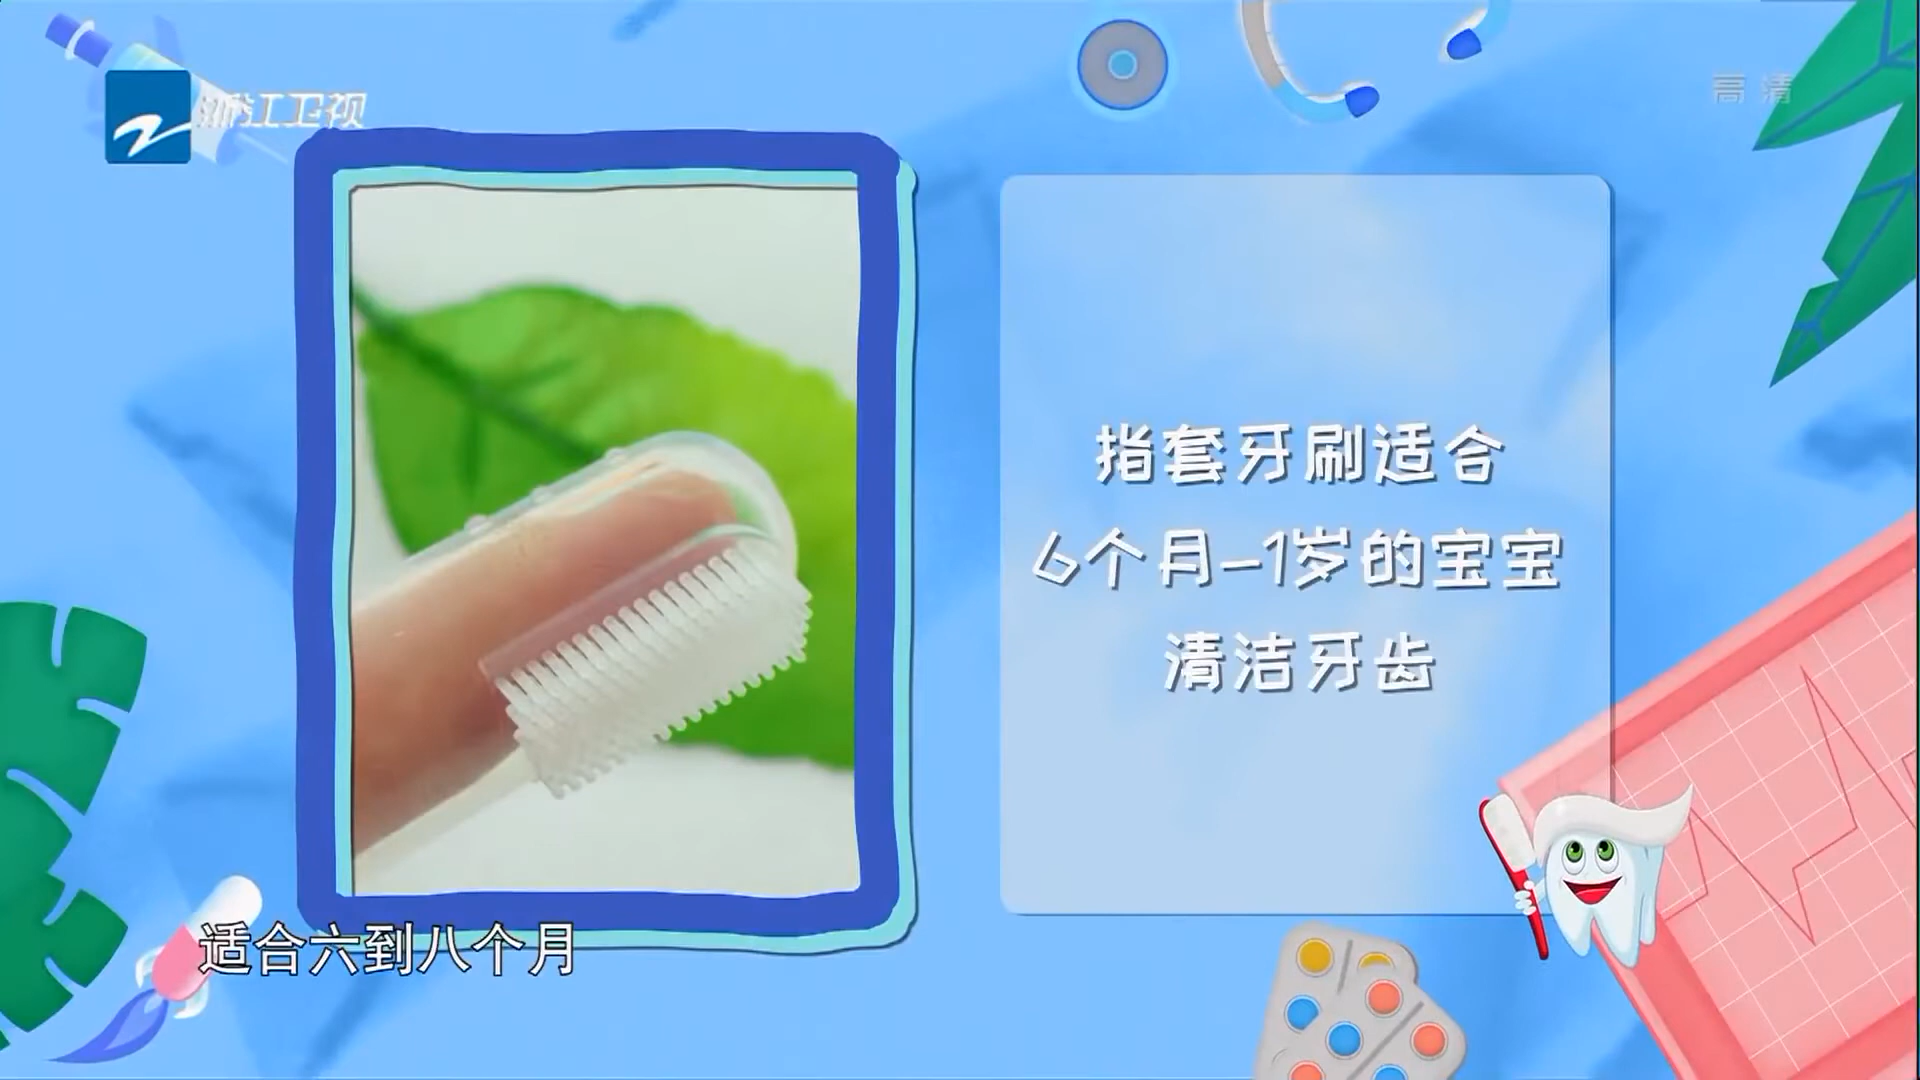 浙江卫视
高清
指套牙刷适合
6个月-1岁的宝宝
清洁牙齿
适合六到八个月